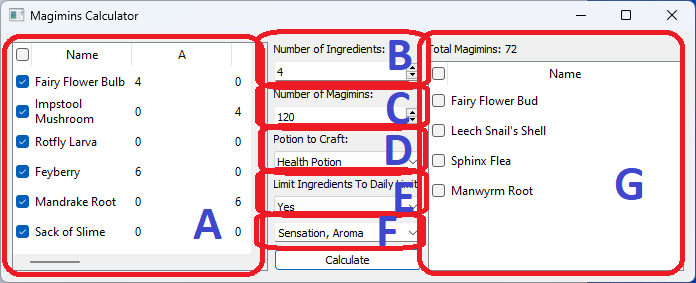 Magimins Calculator
Name A
Fairy Flower Bulb 4 0
Impstool
Mushroom 0 4
Rotfly Larva 0 0
Feyberry 6 0
Mandrake Root 0 6
Sack of Slime 0 0
A
Number of Ingredients:
4
B
Number of Magimins:
120
C
Potion to Craft:
Health Potion
D
Limit Ingredients To Daily Limit
Yes
E
Sensation, Aroma
F
Calculate
Total Magimins: 72
Name
Fairy Flower Bud
Leech Snail's Shell
Sphinx Flea
Manwyrm Root
G